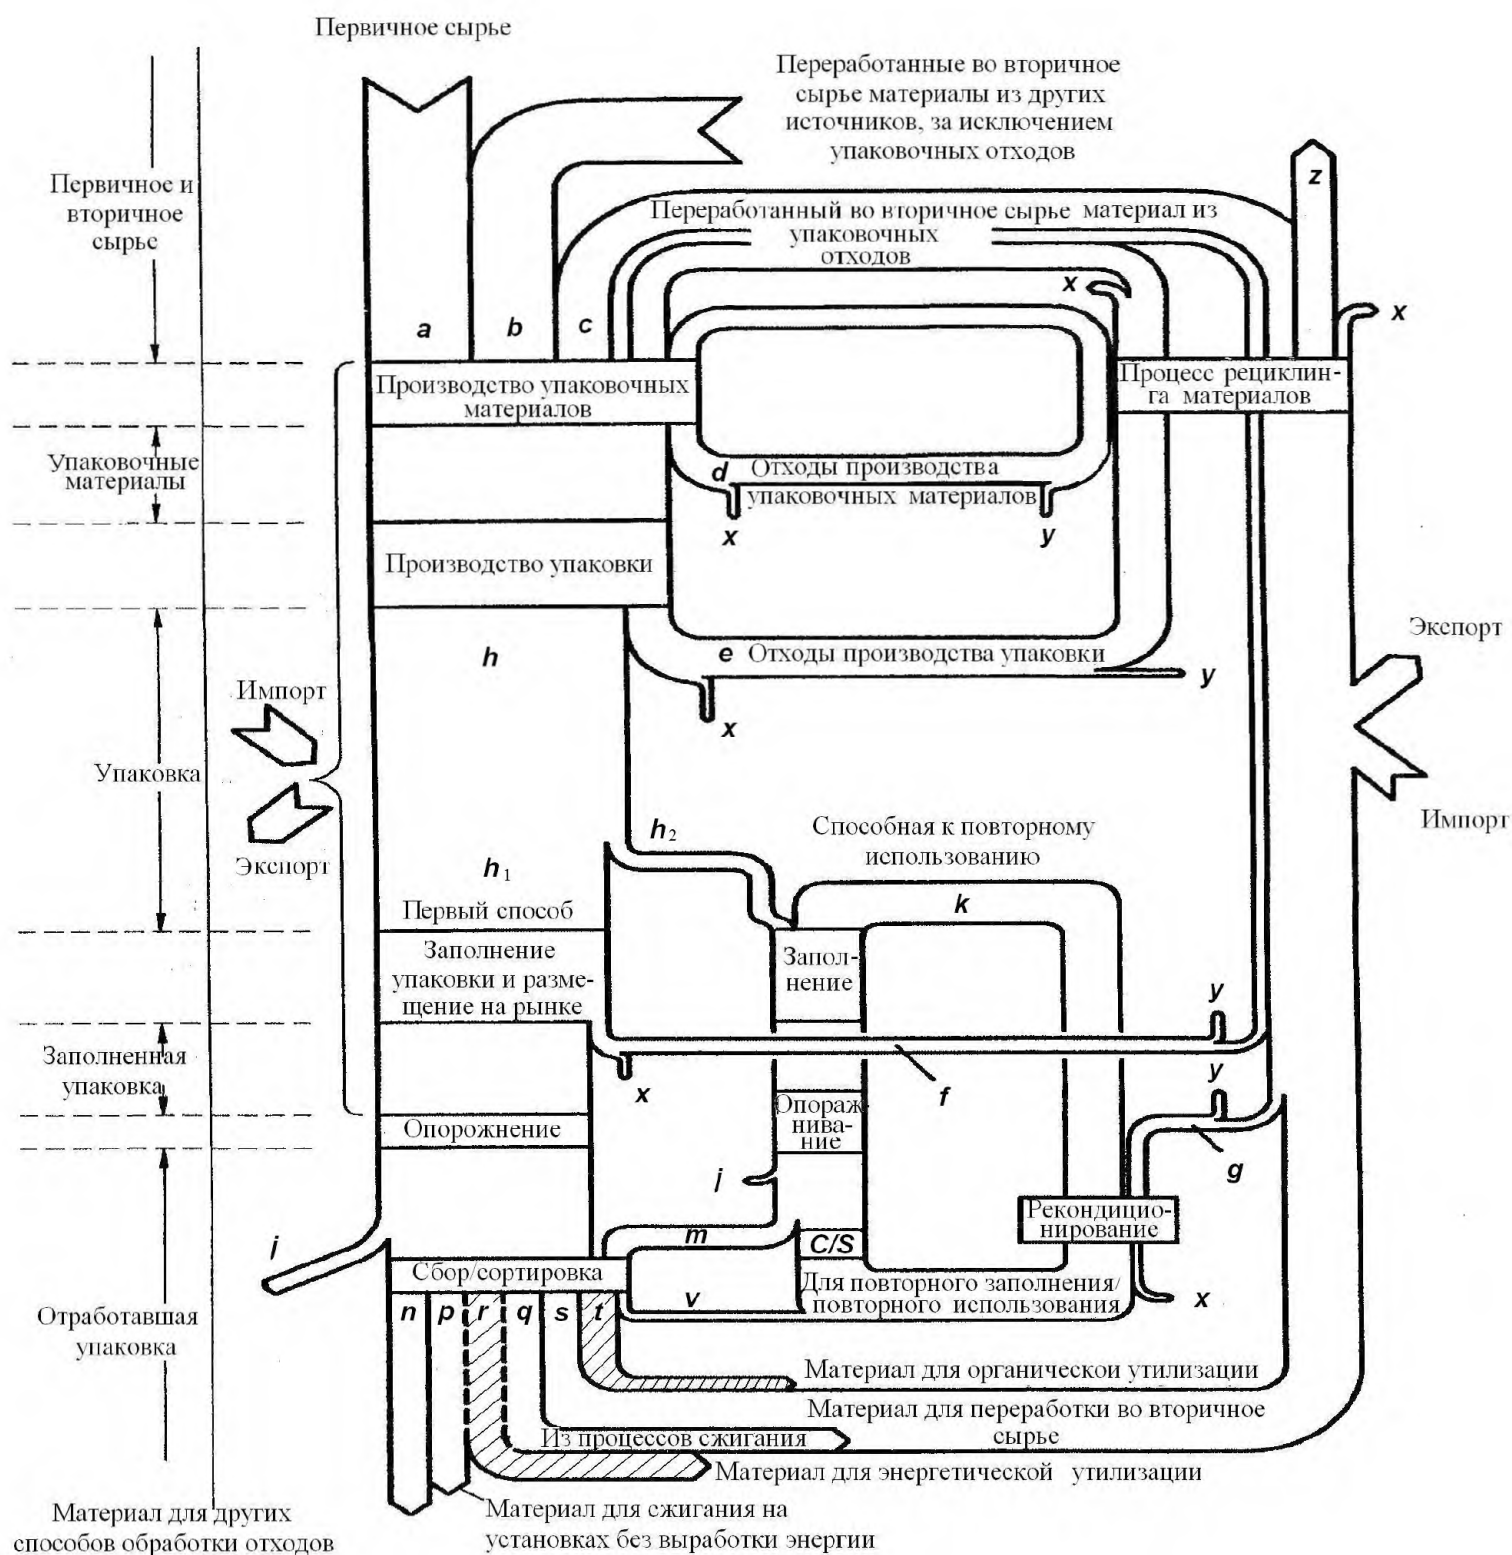 Первичное сырье
Переработанные во вторичное
сырье материалы из других
источников, за исключением
упаковочных отходов
Первичное и
вторичное
сырье
z
Переработанный во вторичное сырье материал из
упаковочных
отходов
x
x
a
b
c
Производство упаковочных
материалов
Процесс рециклин-
га материалов
Упаковочные
материалы
d Отходы производства
упаковочных материалов
x
y
Производство упаковки
Экспорт
h
e Отходы производства упаковки
y
Импорт
x
Упаковка
Экспорт
Импорт
h2
Способная к повторному
использованию
h1
k
Первый способ
Заполнение
упаковки и разме-
щение на рынке
Запол-
нение
y
Заполненная
упаковка
x
f
y
Опорожнение
Опораж-
нива-
ние
j
g
Рекондицио-
нирование
j
m
C/S
Сбор/сортировка
Для повторного заполнения/
повторного использования
v
x
n
p
r
q
s
t
Отработавшая
упаковка
Материал для органической утилизации
Материал для переработки во вторичное
сырье
Из процессов сжигания
Материал для энергетической утилизации
Материал для других
способов обработки отходов
Материал для сжигания на
установках без выработки энергии